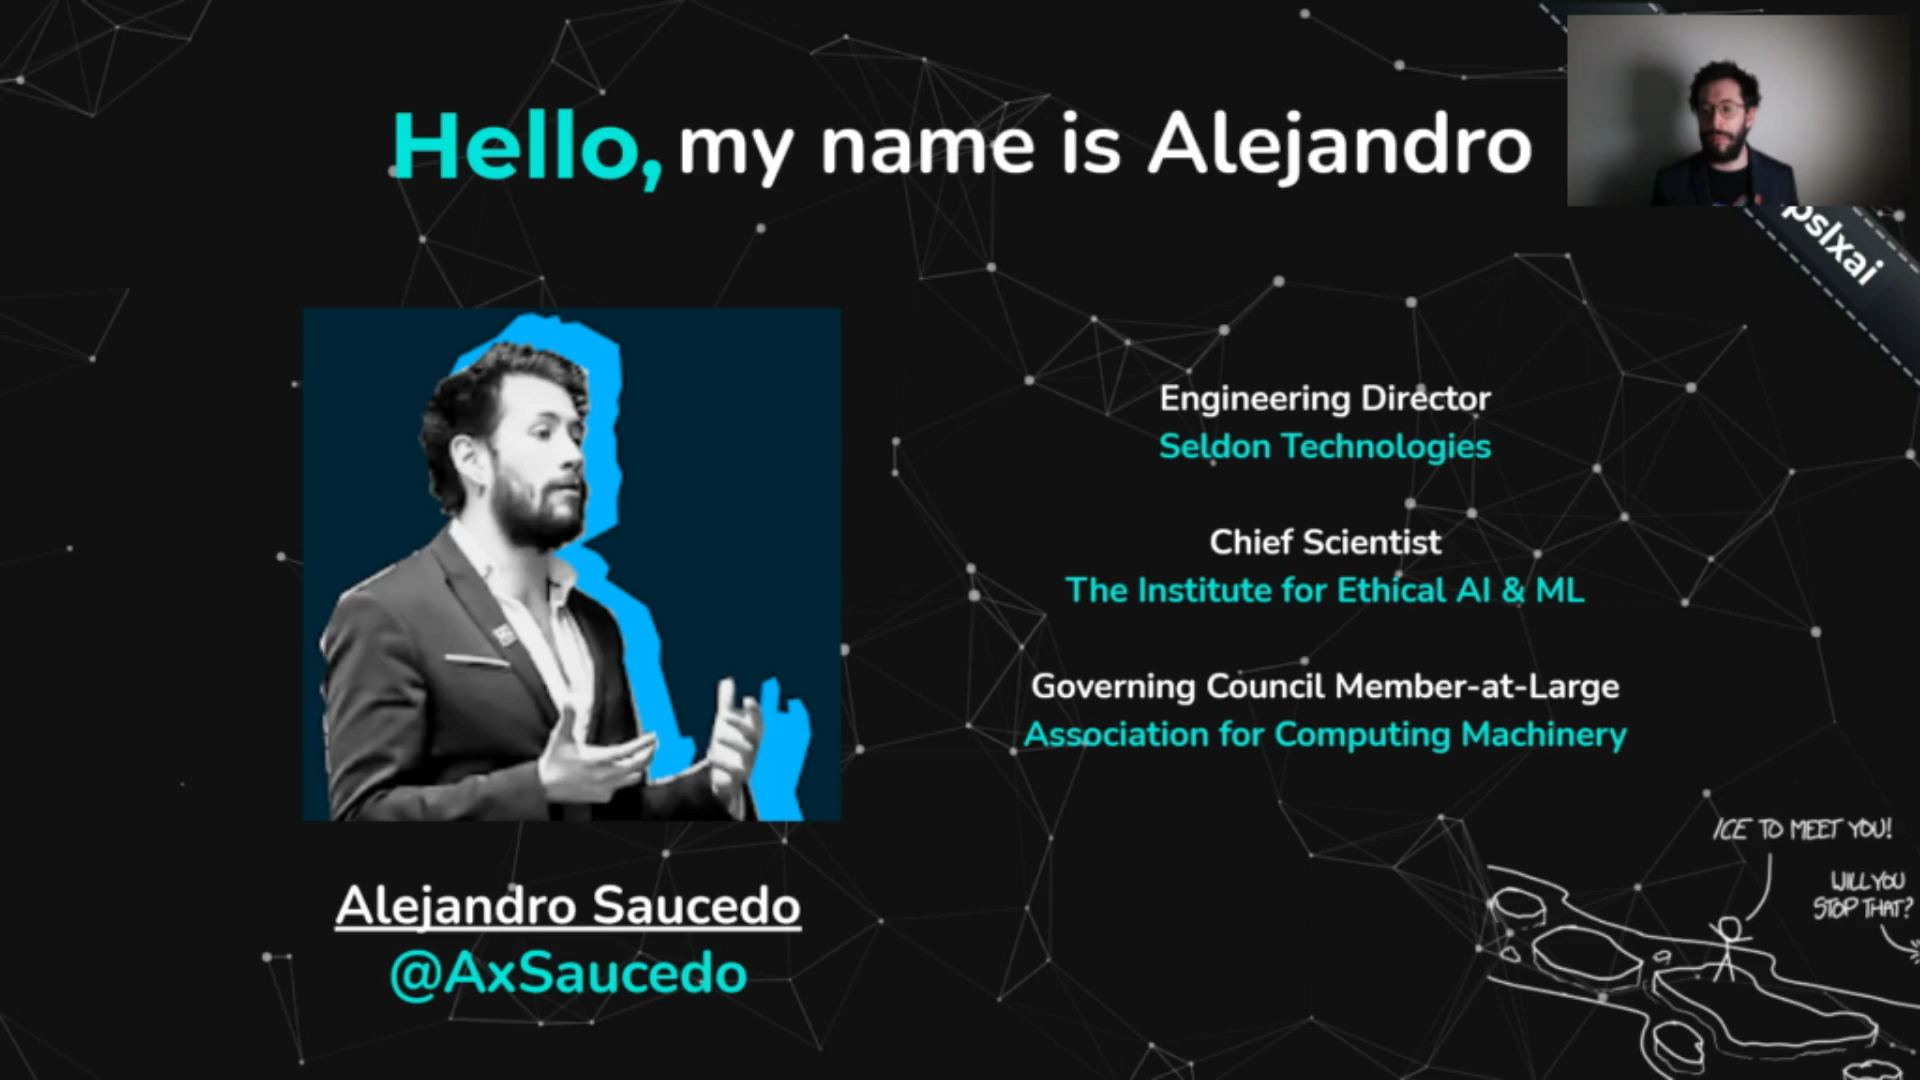 Hello, my name is Alejandro
pslxai
Engineering Director
Seldon Technologies
Chief Scientist
The Institute for Ethical AI & ML
Governing Council Member-at-Large
Association for Computing Machinery
Alejandro Saucedo
@AxSaucedo
ICE TO MEET YOU!
WILL YOU
STOP THAT?